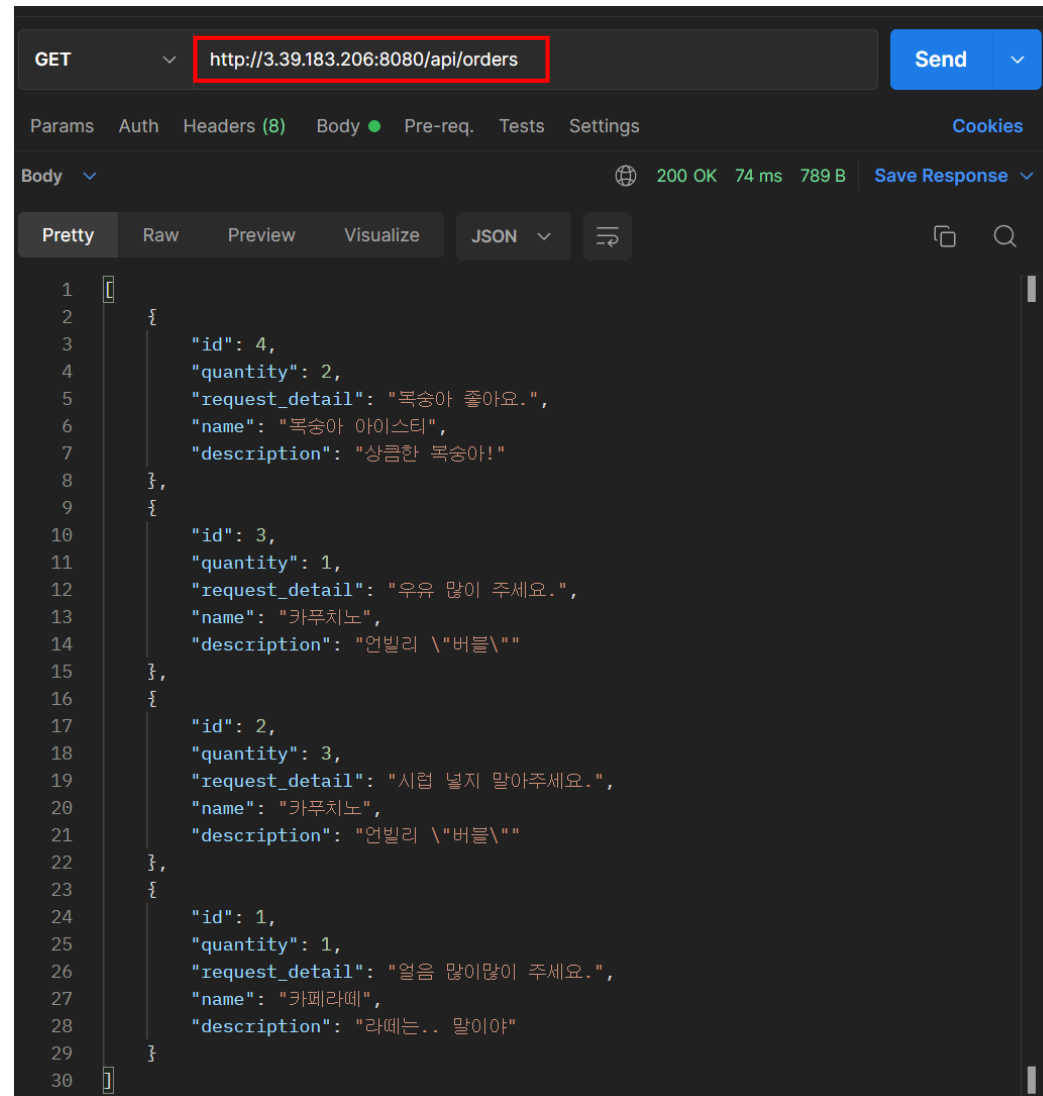 GET http://3.39.183.206:8080/api/orders Send
Params Auth Headers (8) Body Pre-req. Tests Settings Cookies
Body 200 OK 74 ms 789 B Save Response
Pretty Raw Preview Visualize JSON
1 [
2 {
3 "id": 4,
4 "quantity": 2,
5 "request_detail": "복숭아 좋아요.",
6 "name": "복숭아 아이스티",
7 "description": "상큼한 복숭아!"
8 },
9 {
10 "id": 3,
11 "quantity": 1,
12 "request_detail": "우유 많이 주세요.",
13 "name": "카푸치노",
14 "description": "언빌리 \"버블\""
15 },
16 {
17 "id": 2,
18 "quantity": 3,
19 "request_detail": "시럽 넣지 말아주세요.",
20 "name": "카푸치노",
21 "description": "언빌리 \"버블\""
22 },
23 {
24 "id": 1,
25 "quantity": 1,
26 "request_detail": "얼음 많이많이 주세요.",
27 "name": "카페라떼",
28 "description": "라떼는.. 말이야"
29 }
30 ]